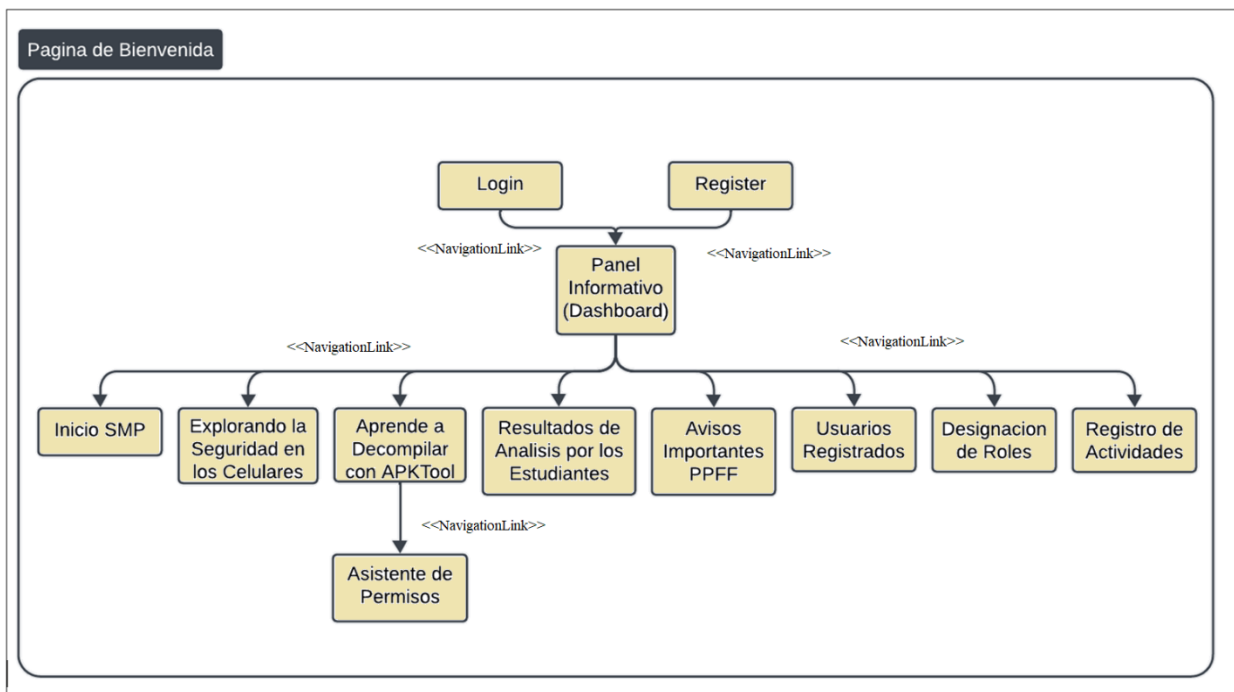 Pagina de Bienvenida
Login
Register
<<NavigationLink>>
<<NavigationLink>>
Panel
Informativo
(Dashboard)
<<NavigationLink>>
<<NavigationLink>>
Inicio SMP
Explorando la
Seguridad en
los Celulares
Aprende a
Decompilar
con APKTool
Resultados de
Analisis por los
Estudiantes
Avisos
Importantes
PPFF
Usuarios
Registrados
Designacion
de Roles
Registro de
Actividades
<<NavigationLink>>
Asistente de
Permisos